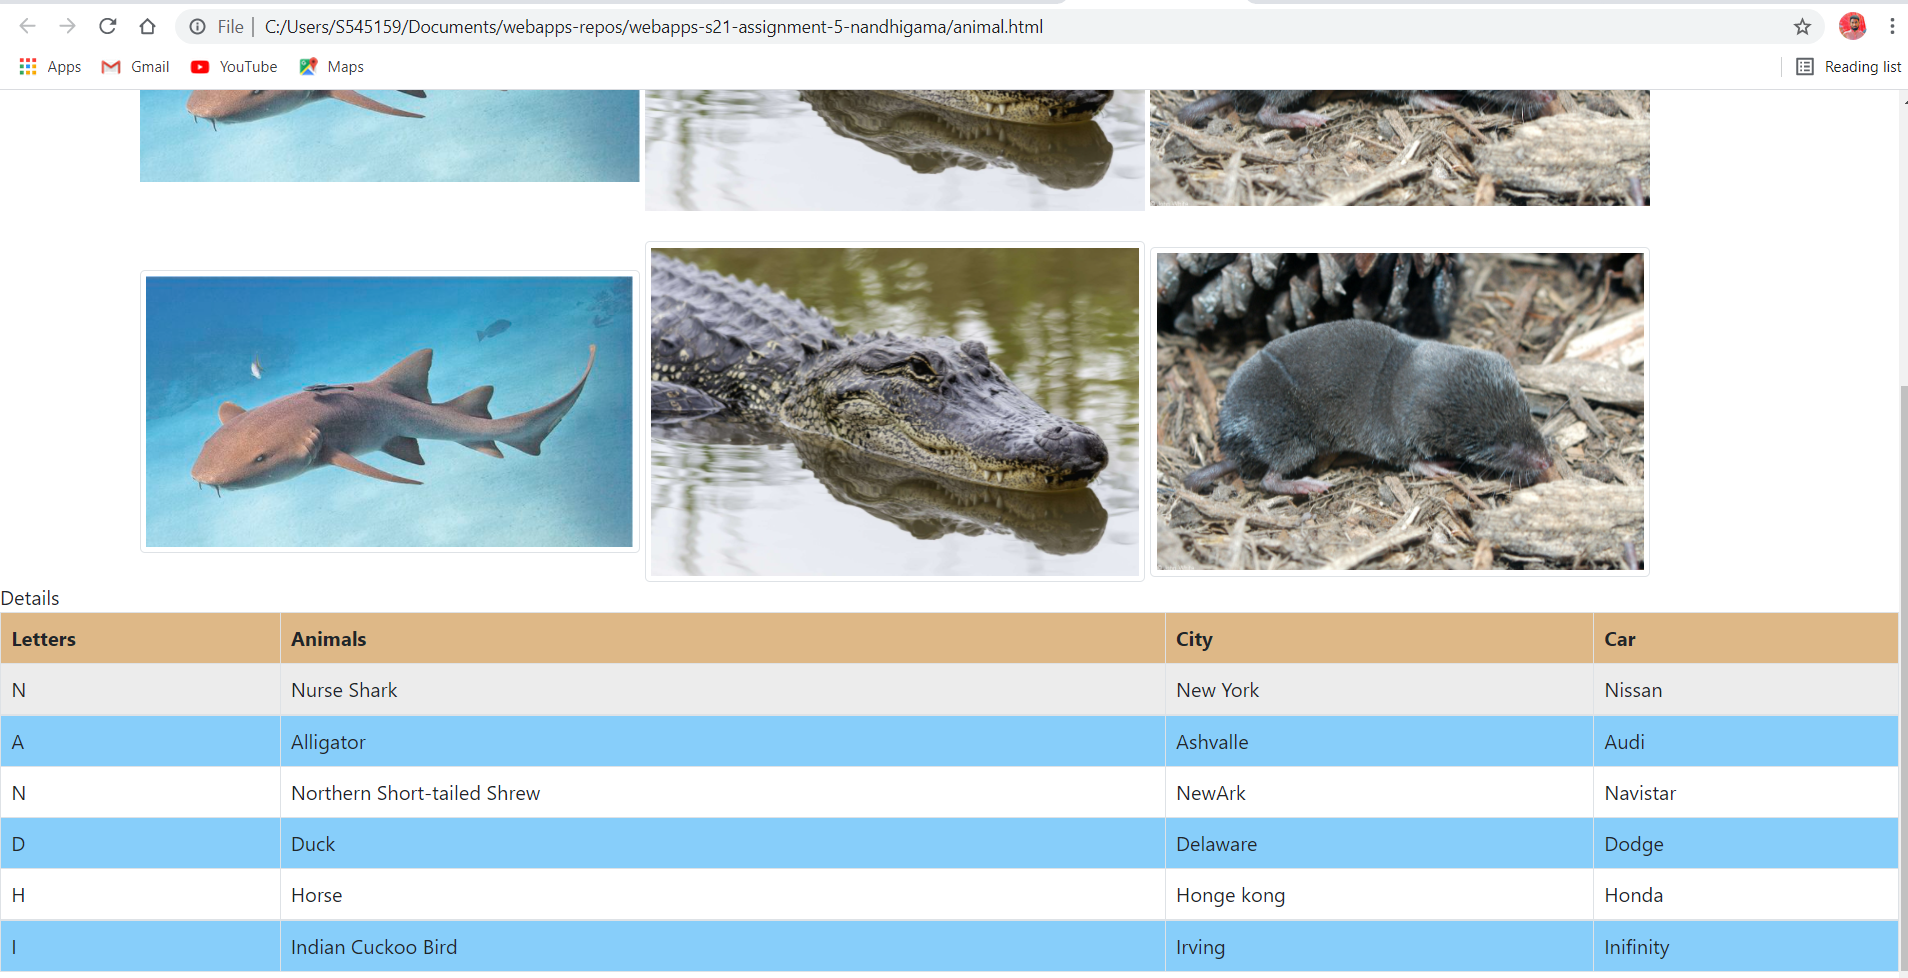 File | C:/Users/S545159/Documents/webapps-repos/webapps-s21-assignment-5-nandhigama/animal.html
Apps Gmail YouTube Maps Reading list
Details
Letters Animals City Car
N Nurse Shark New York Nissan
A Alligator Ashvalle Audi
N Northern Short-tailed Shrew NewArk Navistar
D Duck Delaware Dodge
H Horse Honge kong Honda
I Indian Cuckoo Bird Irving Inifinity